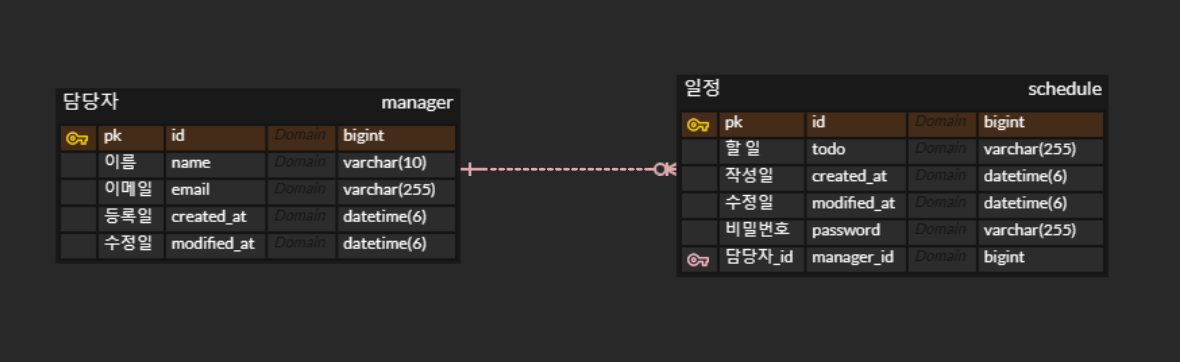 담당자 manager
pk id Domain bigint
이름 name Domain varchar(10)
이메일 email Domain varchar(255)
등록일 created_at Domain datetime(6)
수정일 modified_at Domain datetime(6)
일정 schedule
pk id Domain bigint
할 일 todo Domain varchar(255)
작성일 created_at Domain datetime(6)
수정일 modified_at Domain datetime(6)
비밀번호 password Domain varchar(255)
담당자_id manager_id Domain bigint